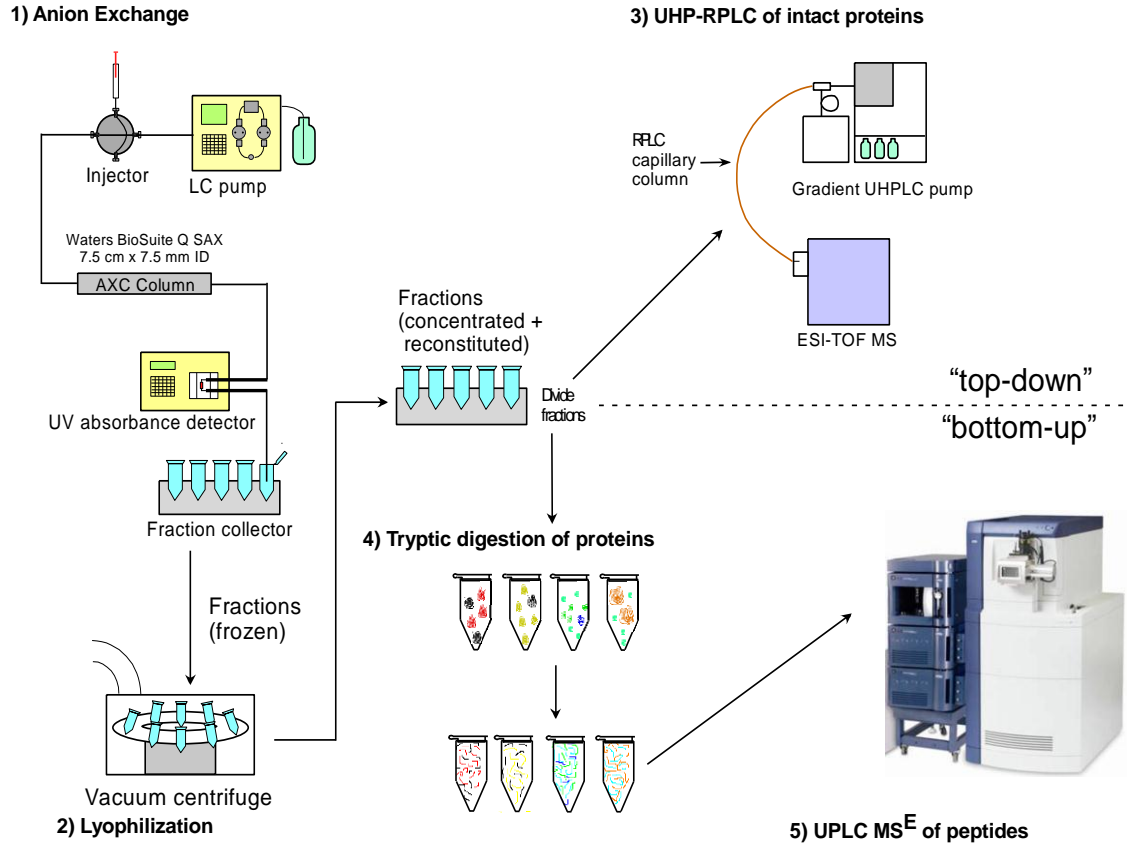 1) Anion Exchange
Injector
LC pump
Waters BioSuite Q SAX
7.5 cm x 7.5 mm ID
AXC Column
UV absorbance detector
Fraction collector
Fractions
(frozen)
Vacuum centrifuge
2) Lyophilization
Fractions
(concentrated +
reconstituted)
Divide
fractions
3) UHP-RPLC of intact proteins
RPLC
capillary
column
Gradient UHPLC pump
ESI-TOF MS
“top-down”
“bottom-up”
4) Tryptic digestion of proteins
5) UPLC MSE of peptides